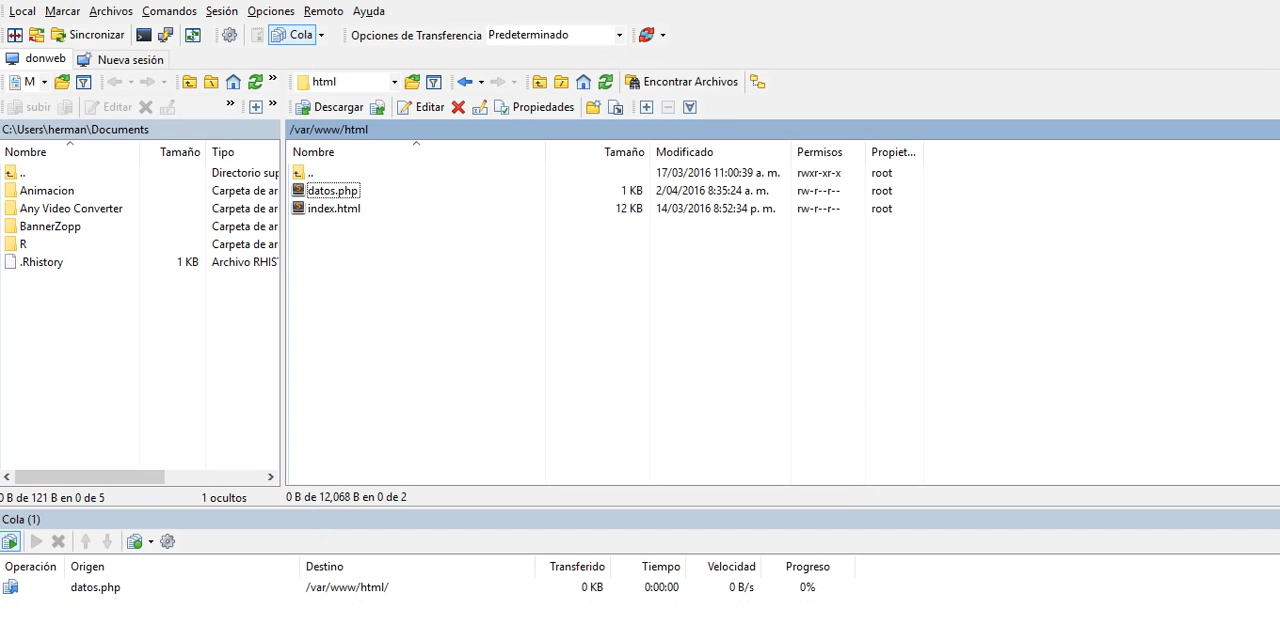 Local Marcar Archivos Comandos Sesión Opciones Remoto Ayuda
Sincronizar Cola Opciones de Transferencia Predeterminado
donweb Nueva sesión
M » html Encontrar Archivos
subir Editar » » Descargar Editar Propiedades
C:\Users\herman\Documents /var/www/html
Nombre Tamaño Tipo Nombre Tamaño Modificado Permisos Propiet...
.. Directorio sup .. 17/03/2016 11:00:39 a. m. rwxr-xr-x root
Animacion Carpeta de ar datos.php 1 KB 2/04/2016 8:35:24 a. m. rw-r--r-- root
Any Video Converter Carpeta de ar index.html 12 KB 14/03/2016 8:52:34 p. m. rw-r--r-- root
BannerZopp Carpeta de ar
R Carpeta de ar
.Rhistory 1 KB Archivo RHIS
0 B de 121 B en 0 de 5 1 ocultos 0 B de 12,068 B en 0 de 2
Cola (1)
Operación Origen Destino Transferido Tiempo Velocidad Progreso
datos.php /var/www/html/ 0 KB 0:00:00 0 B/s 0%